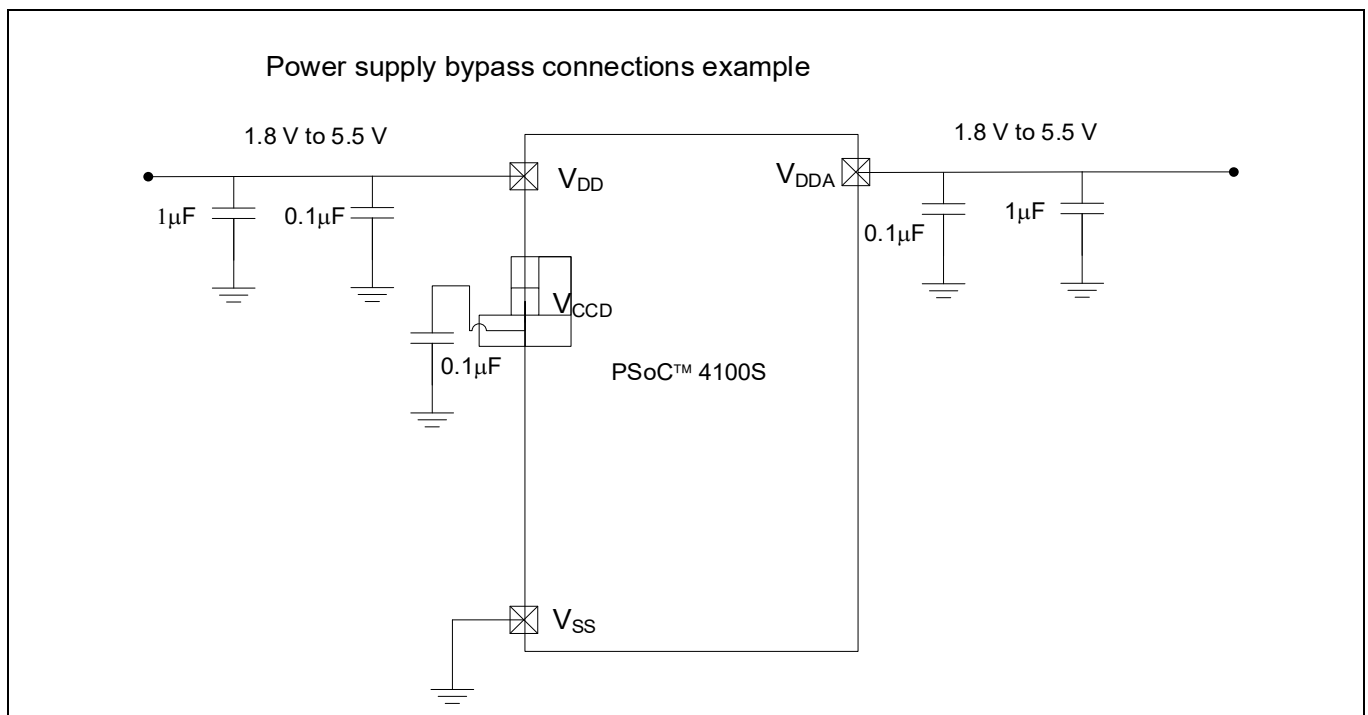 Power supply bypass connections example
1.8 V to 5.5 V
1.8 V to 5.5 V
VDD
VDDA
1μF
0.1μF
0.1μF
1μF
VCCD
0.1μF
PSoC™ 4100S
VSS